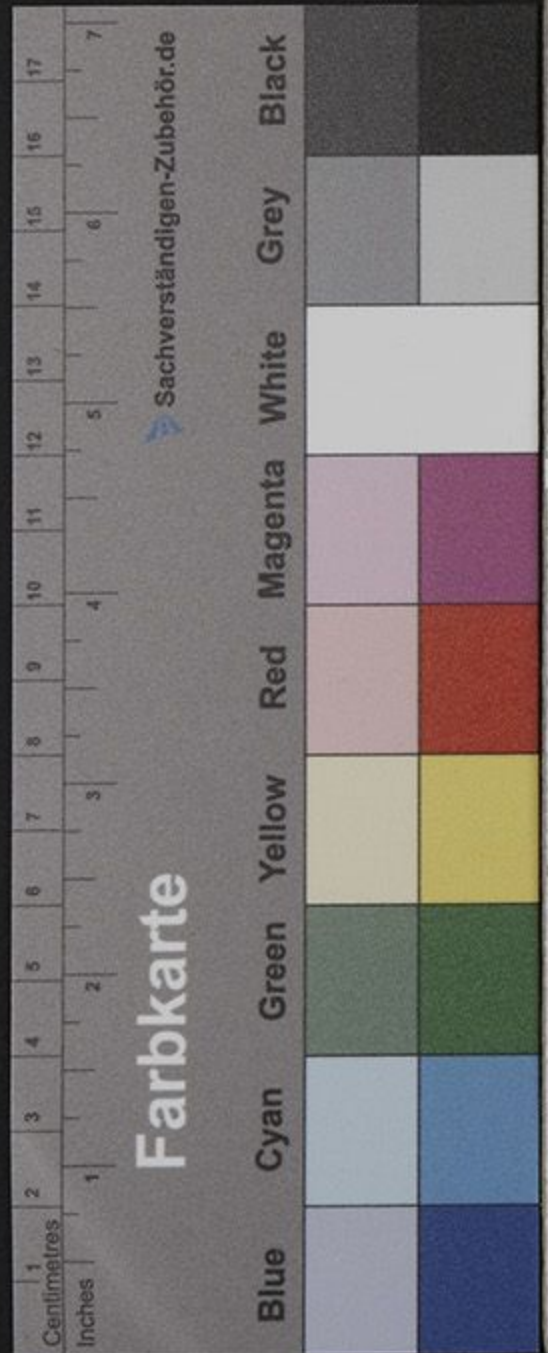 Centimetres 1 2 3 4 5 6 7 8 9 10 11 12 13 14 15 16 17
Inches 1 2 3 4 5 6 7
Farbkarte
Sachverständigen-Zubehör.de
Blue Cyan Green Yellow Red Magenta White Grey Black